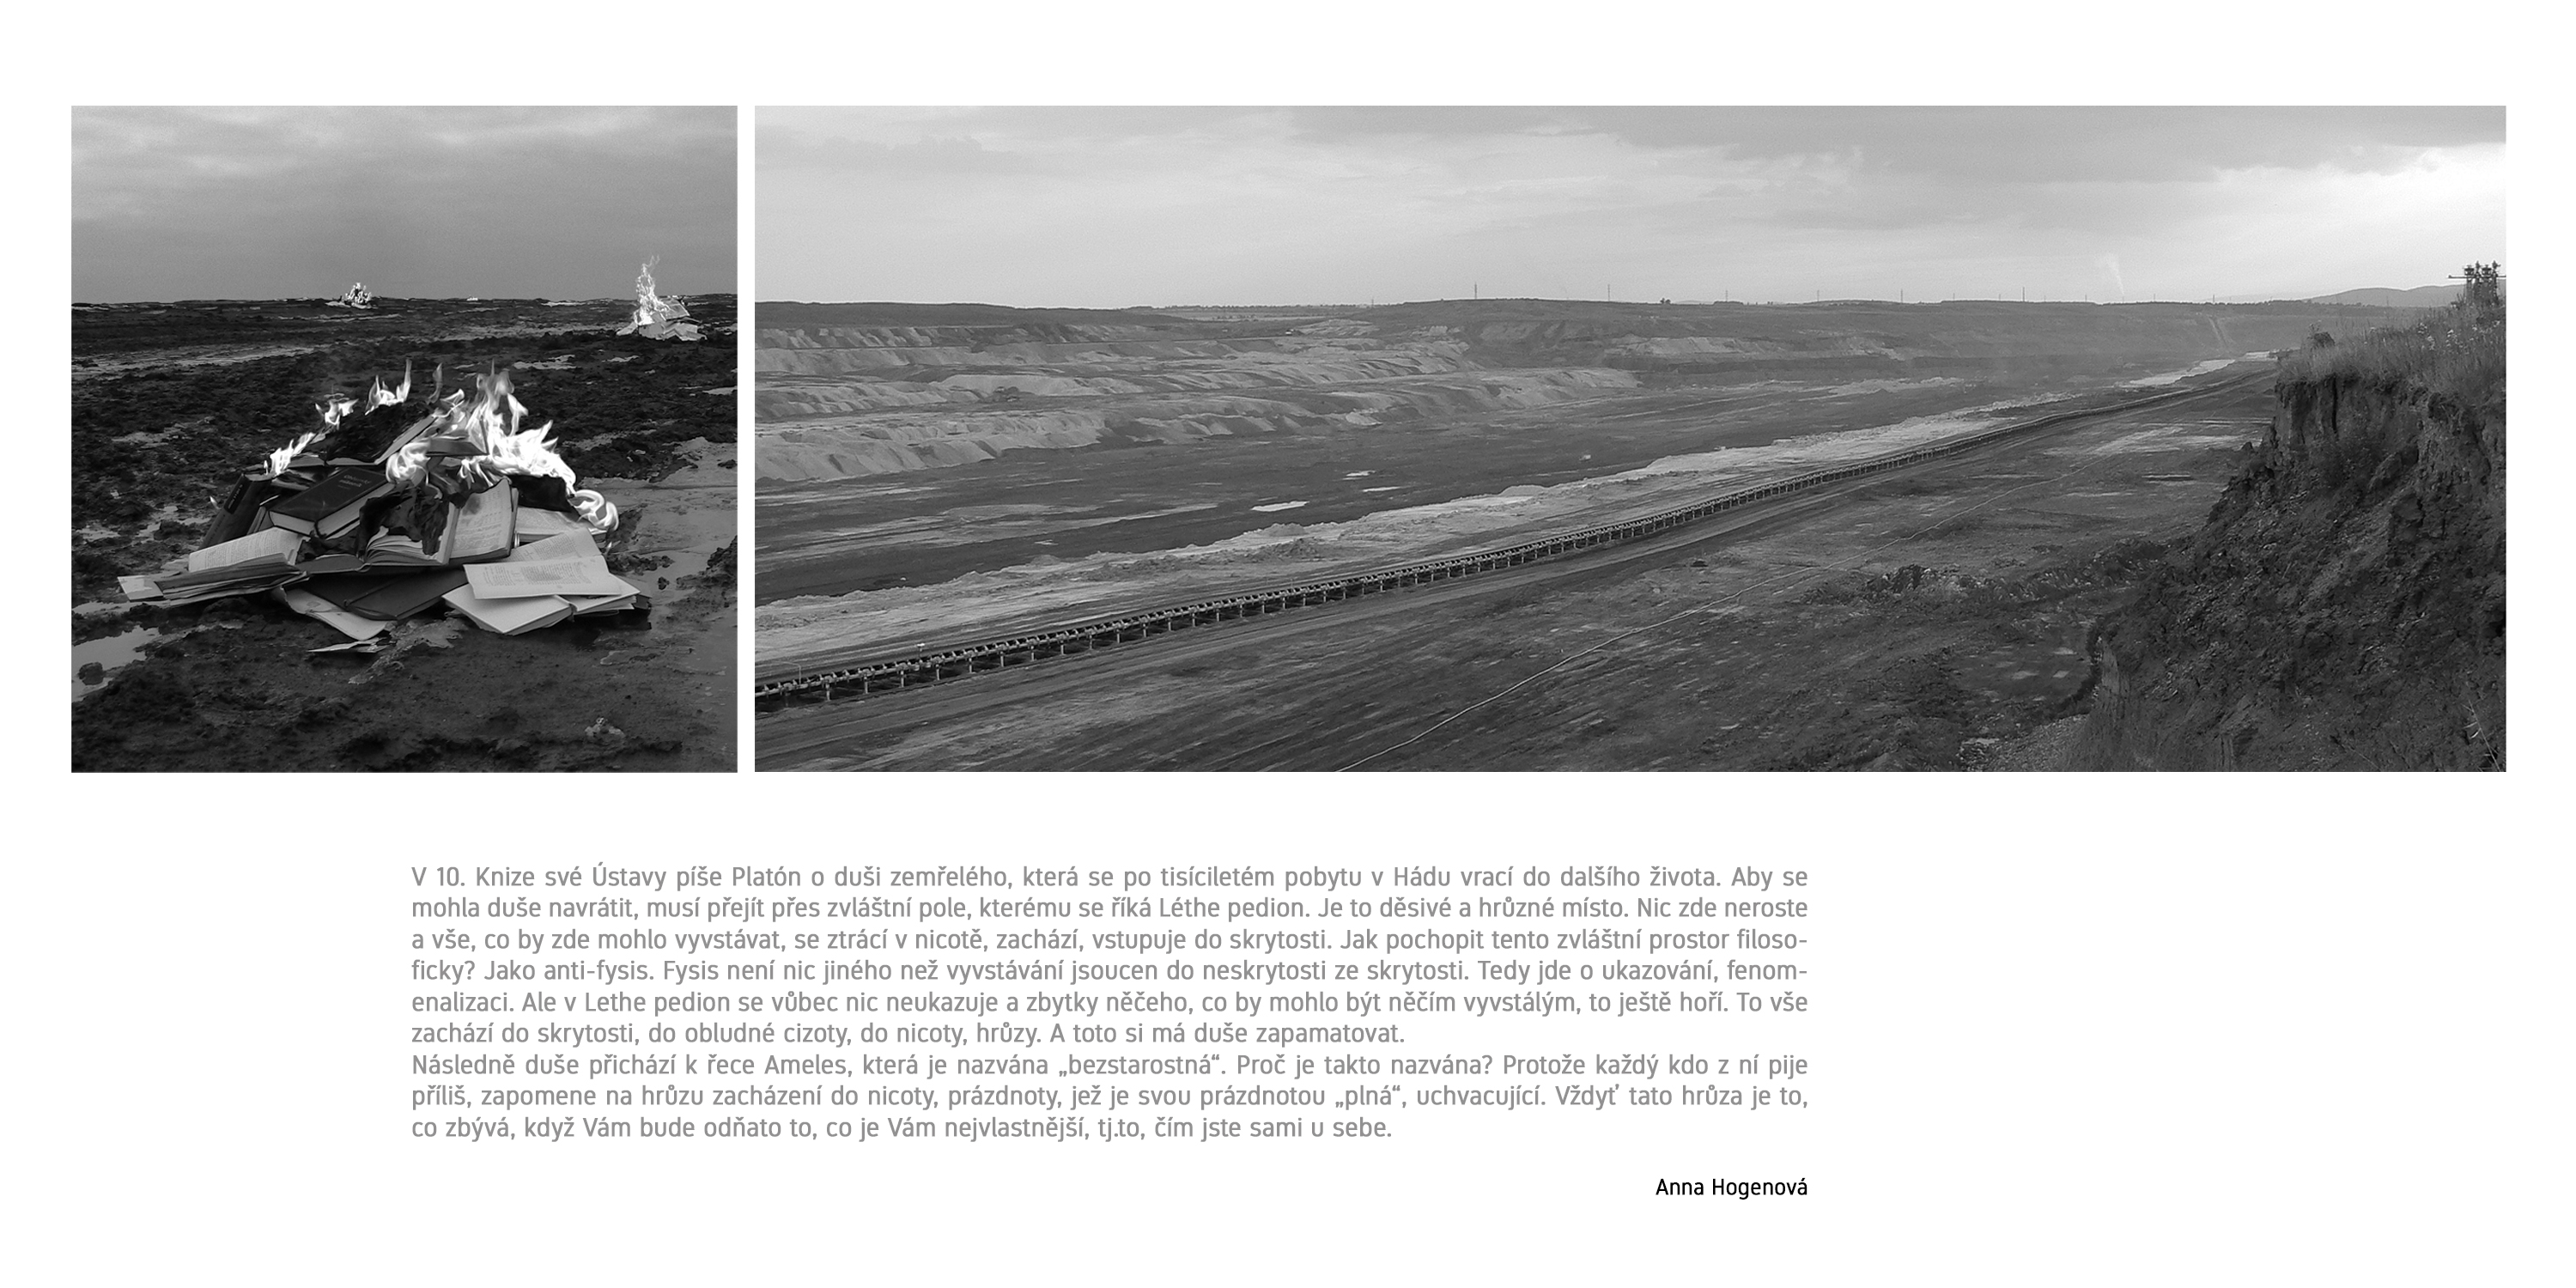 V 10. Knize své Ústavy píše Platón o duši zemřelého, která se po tisíciletém pobytu v Hádu vrací do dalšího života. Aby se
mohla duše navrátit, musí přejít přes zvláštní pole, kterému se říká Léthe pedion. Je to děsivé a hrůzné místo. Nic zde neroste
a vše, co by zde mohlo vyvstávat, se ztrácí v nicotě, zachází, vstupuje do skrytosti. Jak pochopit tento zvláštní prostor filoso-
ficky? Jako anti-fysis. Fysis není nic jiného než vyvstávání jsoucen do neskrytosti ze skrytosti. Tedy jde o ukazování, fenom-
enalizaci. Ale v Lethe pedion se vůbec nic neukazuje a zbytky něčeho, co by mohlo být něčím vyvstálým, to ještě hoří. To vše
zachází do skrytosti, do obludné cizoty, do nicoty, hrůzy. A toto si má duše zapamatovat.
Následně duše přichází k řece Ameles, která je nazvána „bezstarostná“. Proč je takto nazvána? Protože každý kdo z ní pije
příliš, zapomene na hrůzu zacházení do nicoty, prázdnoty, jež je svou prázdnotou „plná“, uchvacující. Vždyť tato hrůza je to,
co zbývá, když Vám bude odňato to, co je Vám nejvlastnější, tj.to, čím jste sami u sebe.
Anna Hogenová